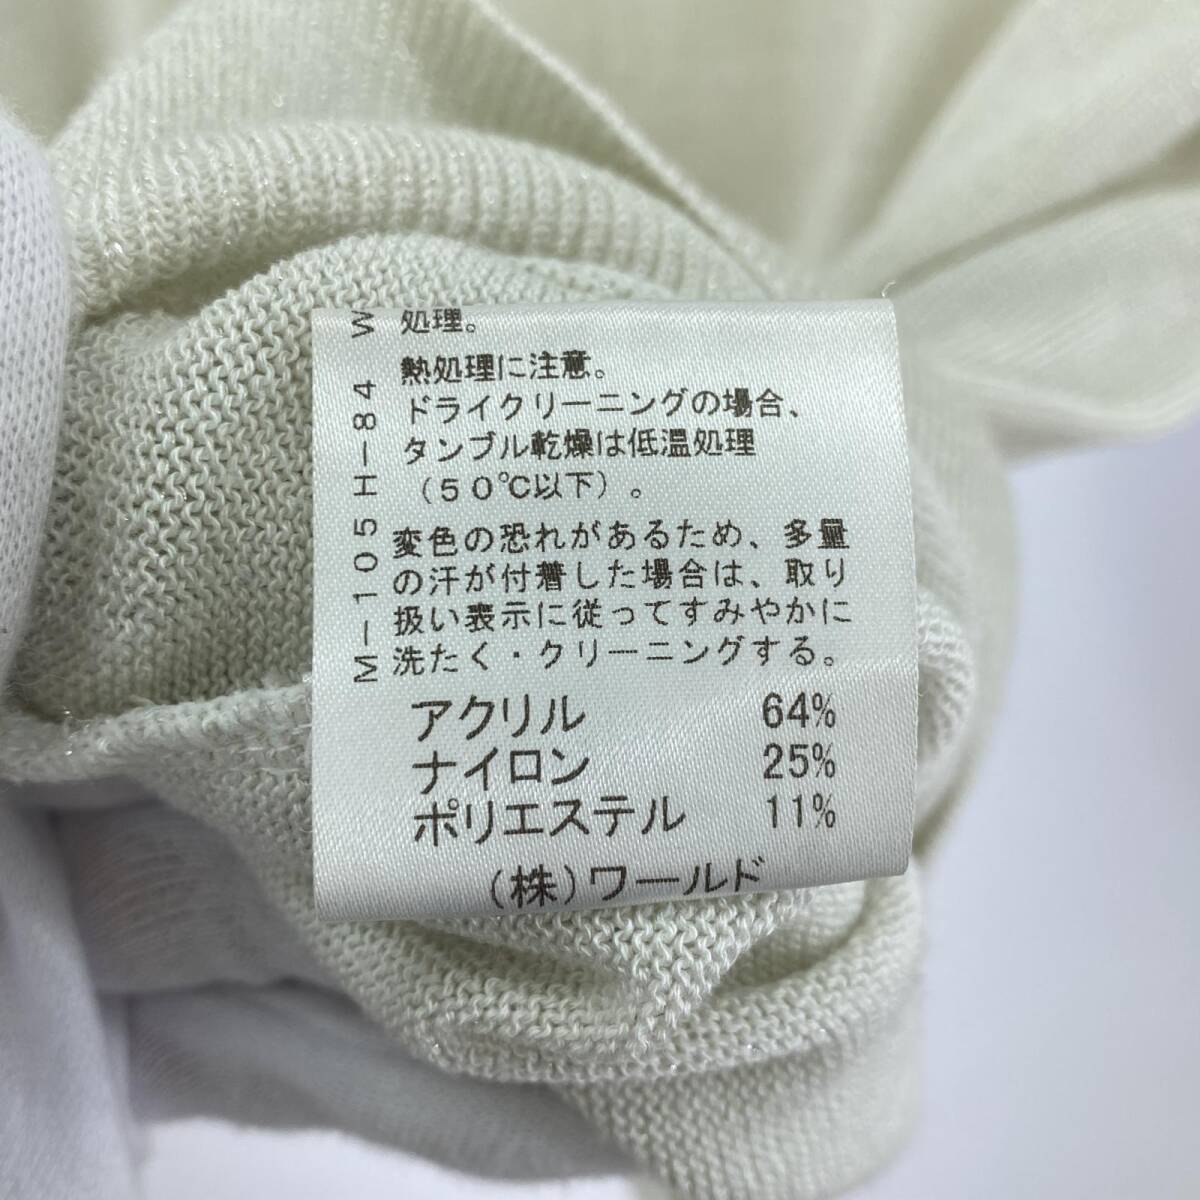 処理。
熱処理に注意。
ドライクリーニングの場合、
タンブル乾燥は低温処理
（５０℃以下）。
変色の恐れがあるため、多量
の汗が付着した場合は、取り
扱い表示に従ってすみやかに
洗たく・クリーニングする。
アクリル 64%
ナイロン 25%
ポリエステル 11%
(株)ワールド
M-105H-84 W